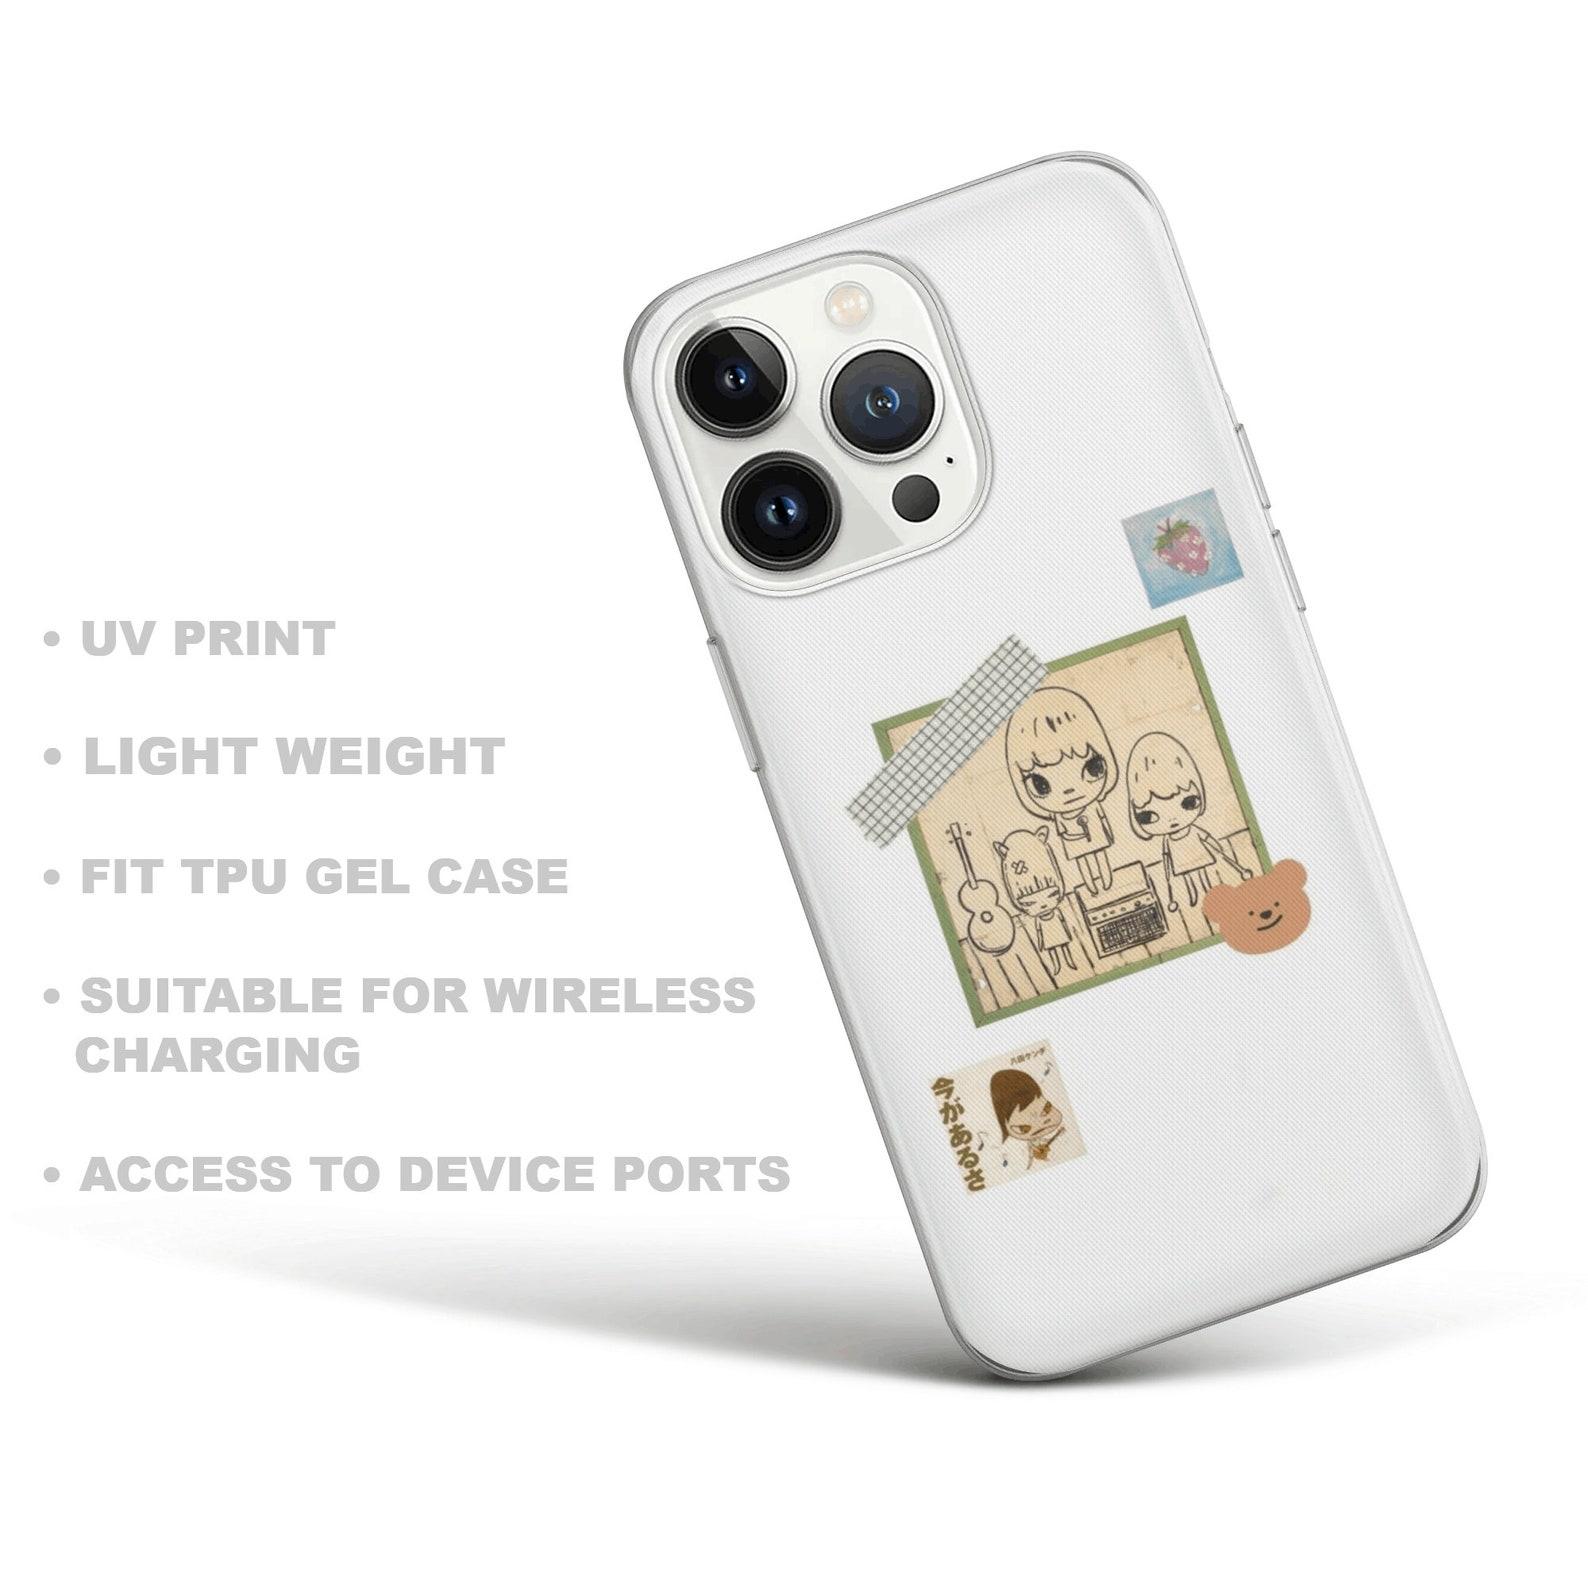 • UV PRINT
• LIGHT WEIGHT
• FIT TPU GEL CASE
• SUITABLE FOR WIRELESS
CHARGING
• ACCESS TO DEVICE PORTS
今があるさ